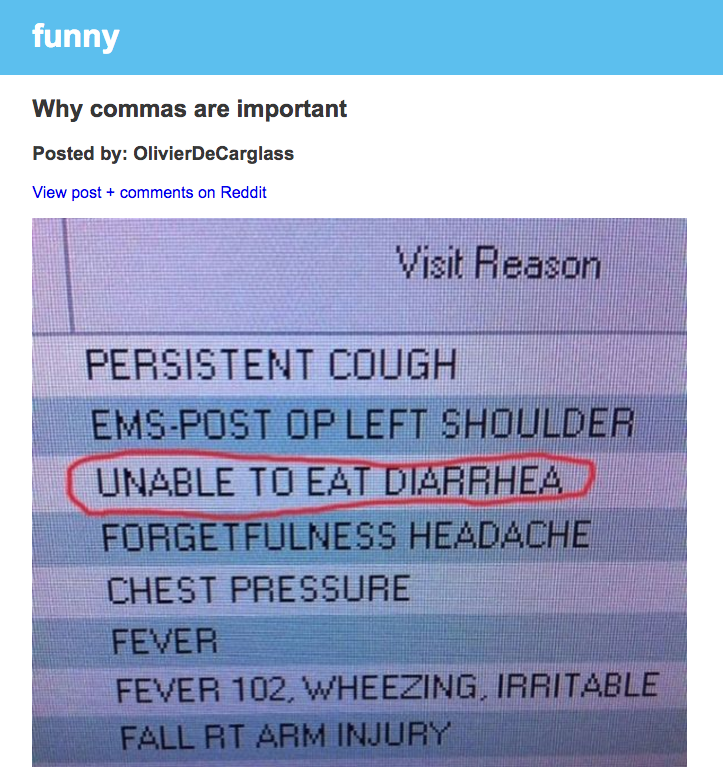 funny
Why commas are important
Posted by: OlivierDeCarglass
View post + comments on Reddit
Visit Reason
PERSISTENT COUGH
EMS-POST OP LEFT SHOULDER
UNABLE TO EAT DIARRHEA
FORGETFULNESS HEADACHE
CHEST PRESSURE
FEVER
FEVER 102, WHEEZING, IRRITABLE
FALL RT ARM INJURY